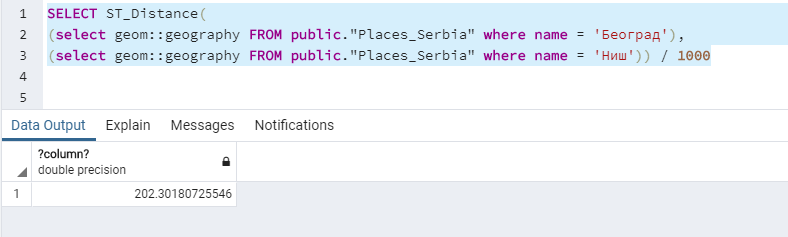 1 SELECT ST_Distance(
2 (select geom::geography FROM public."Places_Serbia" where name = 'Београд'),
3 (select geom::geography FROM public."Places_Serbia" where name = 'Ниш')) / 1000
4
5
Data Output Explain Messages Notifications
?column?
double precision
1 202.30180725546